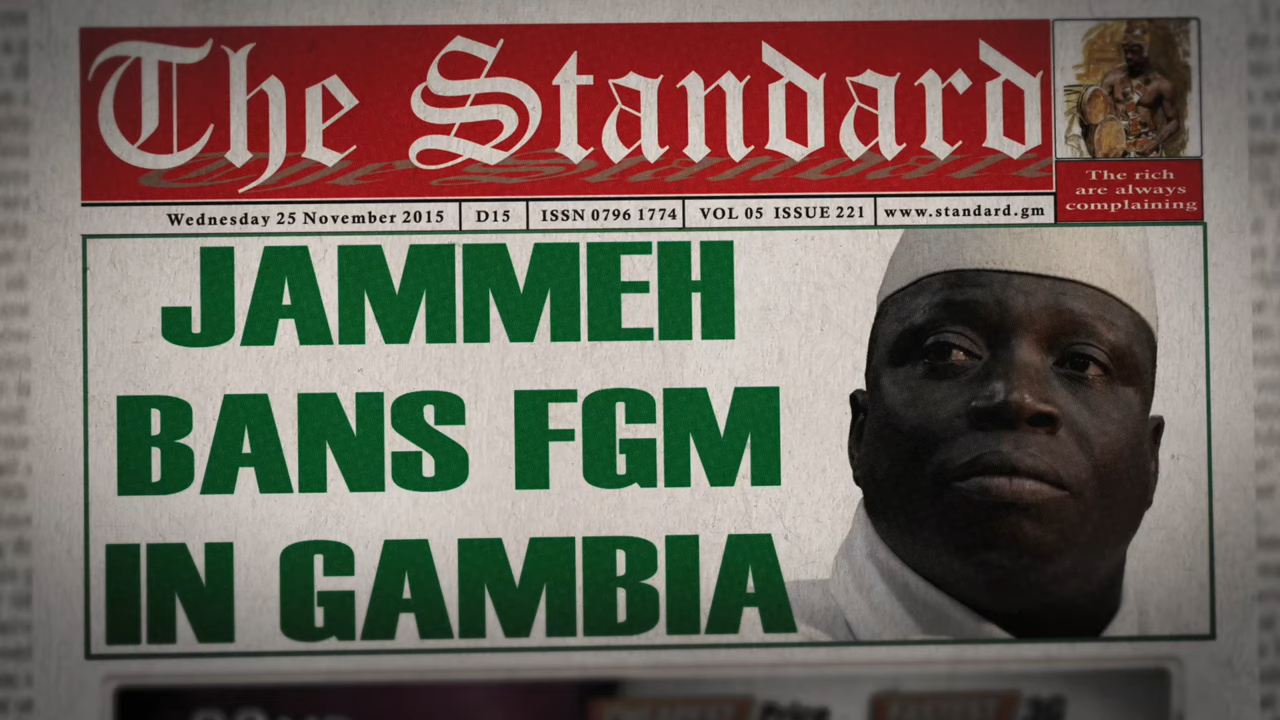 The Standard
The rich
are always
complaining
Wednesday 25 November 2015
D15
ISSN 0796 1774
VOL 05 ISSUE 221
www.standard.gm
JAMMEH
BANS FGM
IN GAMBIA
Price